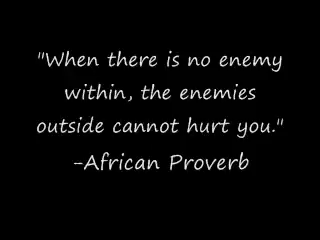 "When there is no enemy
within, the enemies
outside cannot hurt you."
-African Proverb